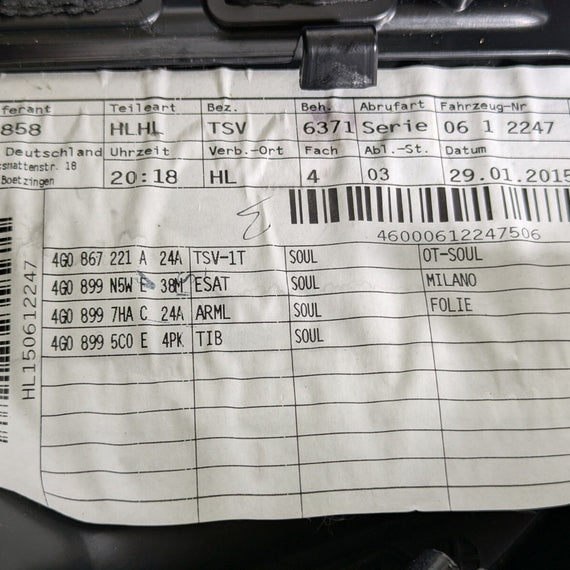 ferant Teileart Bez. Beh. Abrufart Fahrzeug-Nr
858 HLHL TSV 6371 Serie 06 1 2247
Deutschland Uhrzeit Verb.-Ort Fach Abl.-St. Datum
smattenstr. 18
Boetzingen 20:18 HL 4 03 29.01.2015
46000612247506
4G0 867 221 A 24A TSV-1T SOUL OT-SOUL
4G0 899 N5W E 38M ESAT SOUL MILANO
4G0 899 7HA C 24A ARML SOUL FOLIE
4G0 899 5C0 E 4PK TIB SOUL
HL150612247